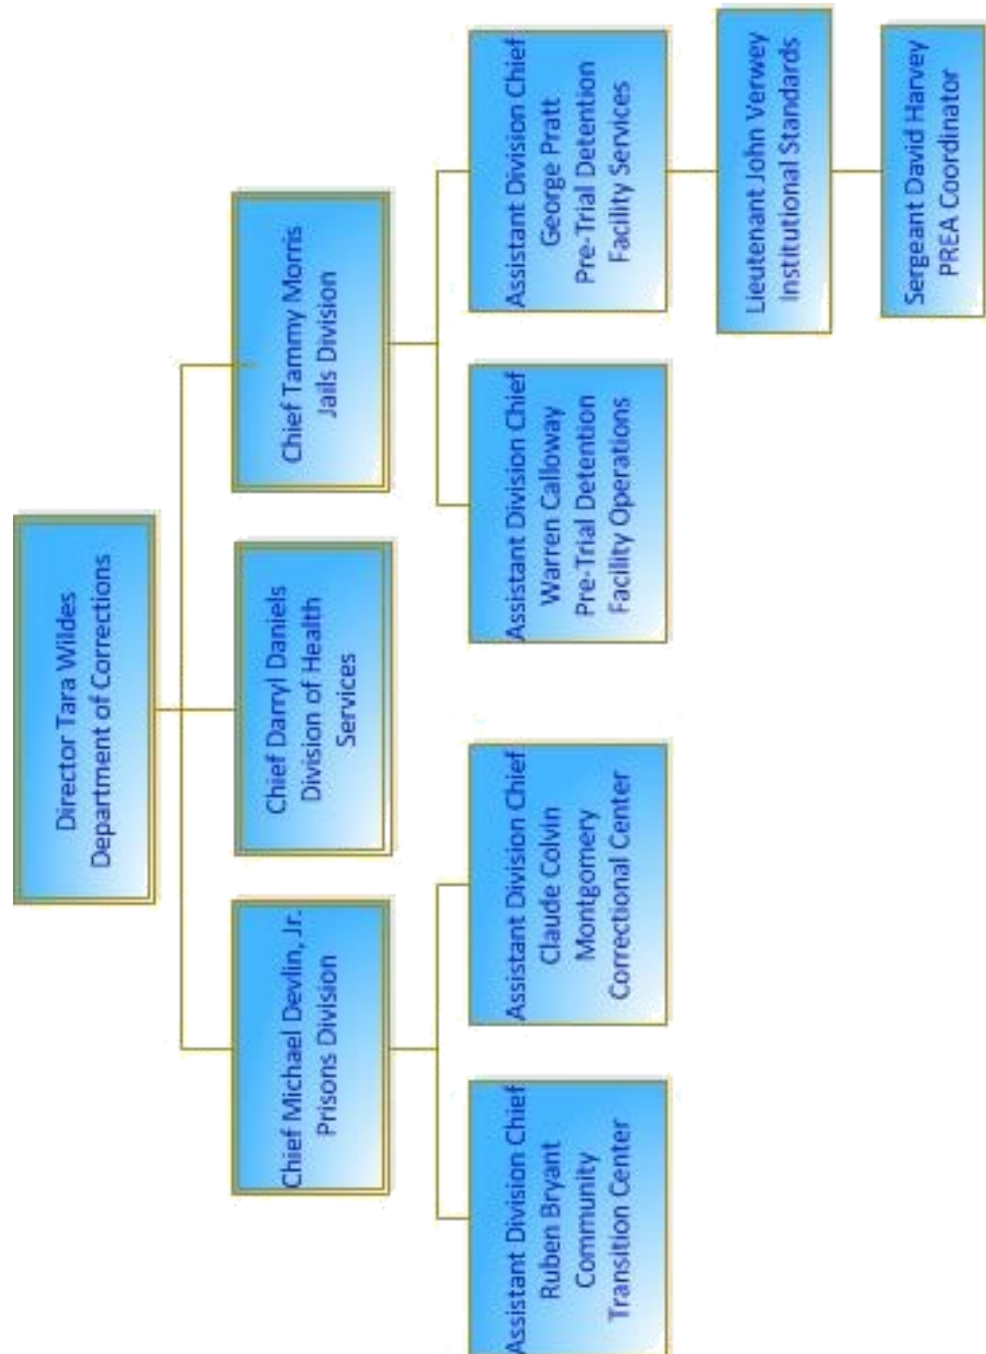 Director Tara Wildes
Department of Corrections
Chief Michael Devlin, Jr.
Prisons Division
Chief Darryl Daniels
Division of Health
Services
Chief Tammy Morris
Jails Division
Assistant Division Chief
Ruben Bryant
Community
Transition Center
Assistant Division Chief
Claude Colvin
Montgomery
Correctional Center
Assistant Division Chief
Warren Calloway
Pre-Trial Detention
Facility Operations
Assistant Division Chief
George Pratt
Pre-Trial Detention
Facility Services
Lieutenant John Verwey
Institutional Standards
Sergeant David Harvey
PREA Coordinator